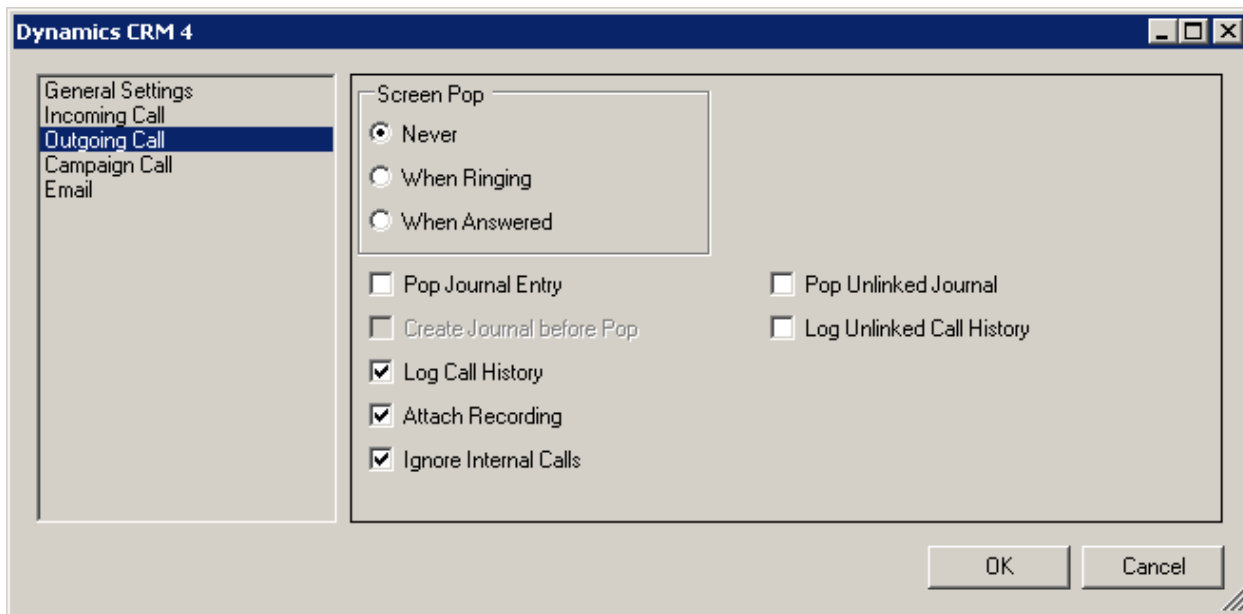 Dynamics CRM 4
General Settings
Incoming Call
Outgoing Call
Campaign Call
Email
Screen Pop
Never
When Ringing
When Answered
Pop Journal Entry
Pop Unlinked Journal
Create Journal before Pop
Log Unlinked Call History
Log Call History
Attach Recording
Ignore Internal Calls
OK
Cancel